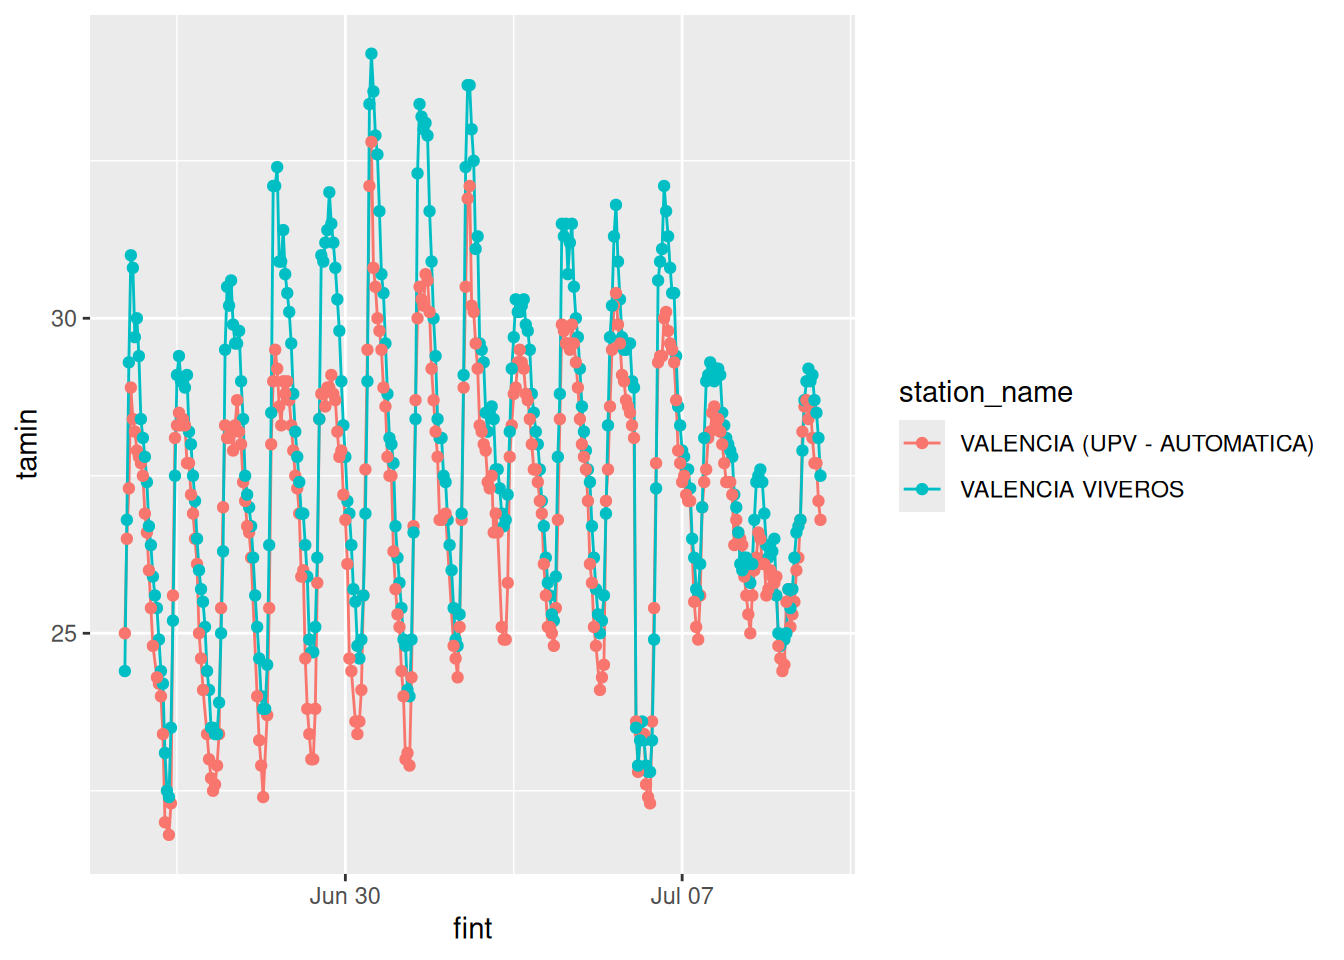 30
25
tamin
Jun 30
Jul 07
fint
station_name
VALENCIA (UPV - AUTOMATICA)
VALENCIA VIVEROS